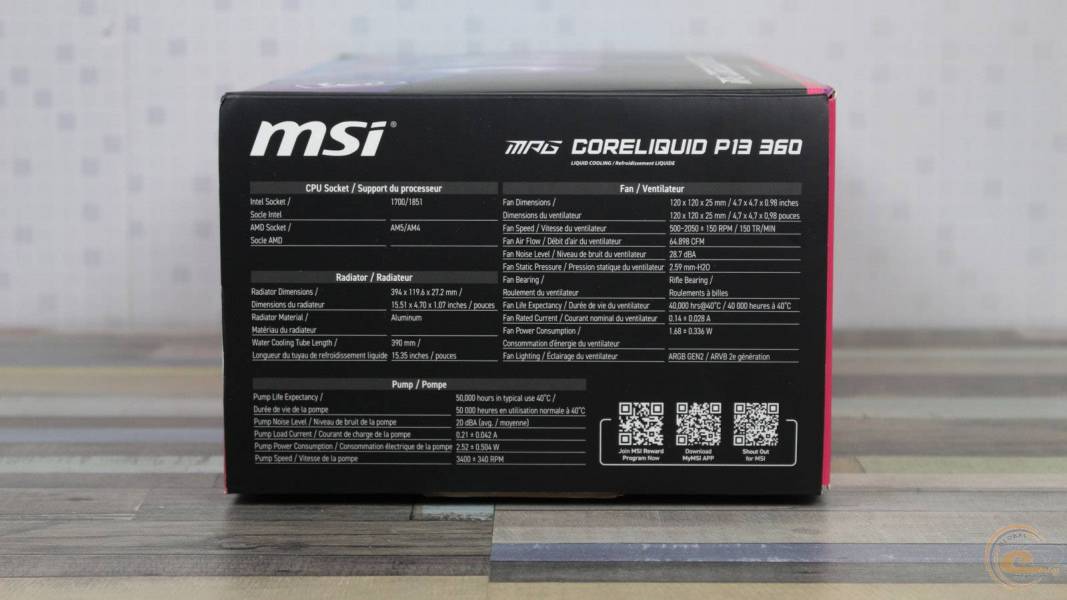 msi®
MPG CORELIQUID P13 360
LIQUID COOLING / Refroidissement LIQUIDE
CPU Socket / Support du processeur
Intel Socket / 1700/1851
Socle Intel
AMD Socket / AM5/AM4
Socle AMD
Radiator / Radiateur
Radiator Dimensions / 394 x 119.6 x 27.2 mm /
Dimensions du radiateur 15.51 x 4.70 x 1.07 inches / pouces
Radiator Material / Aluminum
Matériau du radiateur
Water Cooling Tube Length / 390 mm /
Longueur du tuyau de refroidissement liquide 15.35 inches / pouces
Fan / Ventilateur
Fan Dimensions / 120 x 120 x 25 mm / 4.7 x 4.7 x 0.98 inches
Dimensions du ventilateur 120 x 120 x 25 mm / 4,7 x 4,7 x 0,98 pouces
Fan Speed / Vitesse du ventilateur 500~2050 ± 150 RPM / 150 TR/MIN
Fan Air Flow / Débit d'air du ventilateur 64.898 CFM
Fan Noise Level / Niveau de bruit du ventilateur 28.7 dBA
Fan Static Pressure / Pression statique du ventilateur 2.59 mm-H2O
Fan Bearing / Rifle Bearing /
Roulement du ventilateur Roulements à billes
Fan Life Expectancy / Durée de vie du ventilateur 40,000 hrs@40°C / 40 000 heures à 40°C
Fan Rated Current / Courant nominal du ventilateur 0.14 ± 0.028 A
Fan Power Consumption / 1.68 ± 0.336 W
Consommation d'énergie du ventilateur
Fan Lighting / Éclairage du ventilateur ARGB GEN2 / ARVB 2e génération
Pump / Pompe
Pump Life Expectancy / 50,000 hours in typical use 40°C /
Durée de vie de la pompe 50 000 heures en utilisation normale à 40°C
Pump Noise Level / Niveau de bruit de la pompe 20 dBA (avg. / moyenne)
Pump Load Current / Courant de charge de la pompe 0.21 ± 0.042 A
Pump Power Consumption / Consommation électrique de la pompe 2.52 ± 0.504 W
Pump Speed / Vitesse de la pompe 3400 ± 340 RPM
Join MSI Reward
Program Now
Download
MyMSI APP
Shout Out
for MSI
GLOBAL